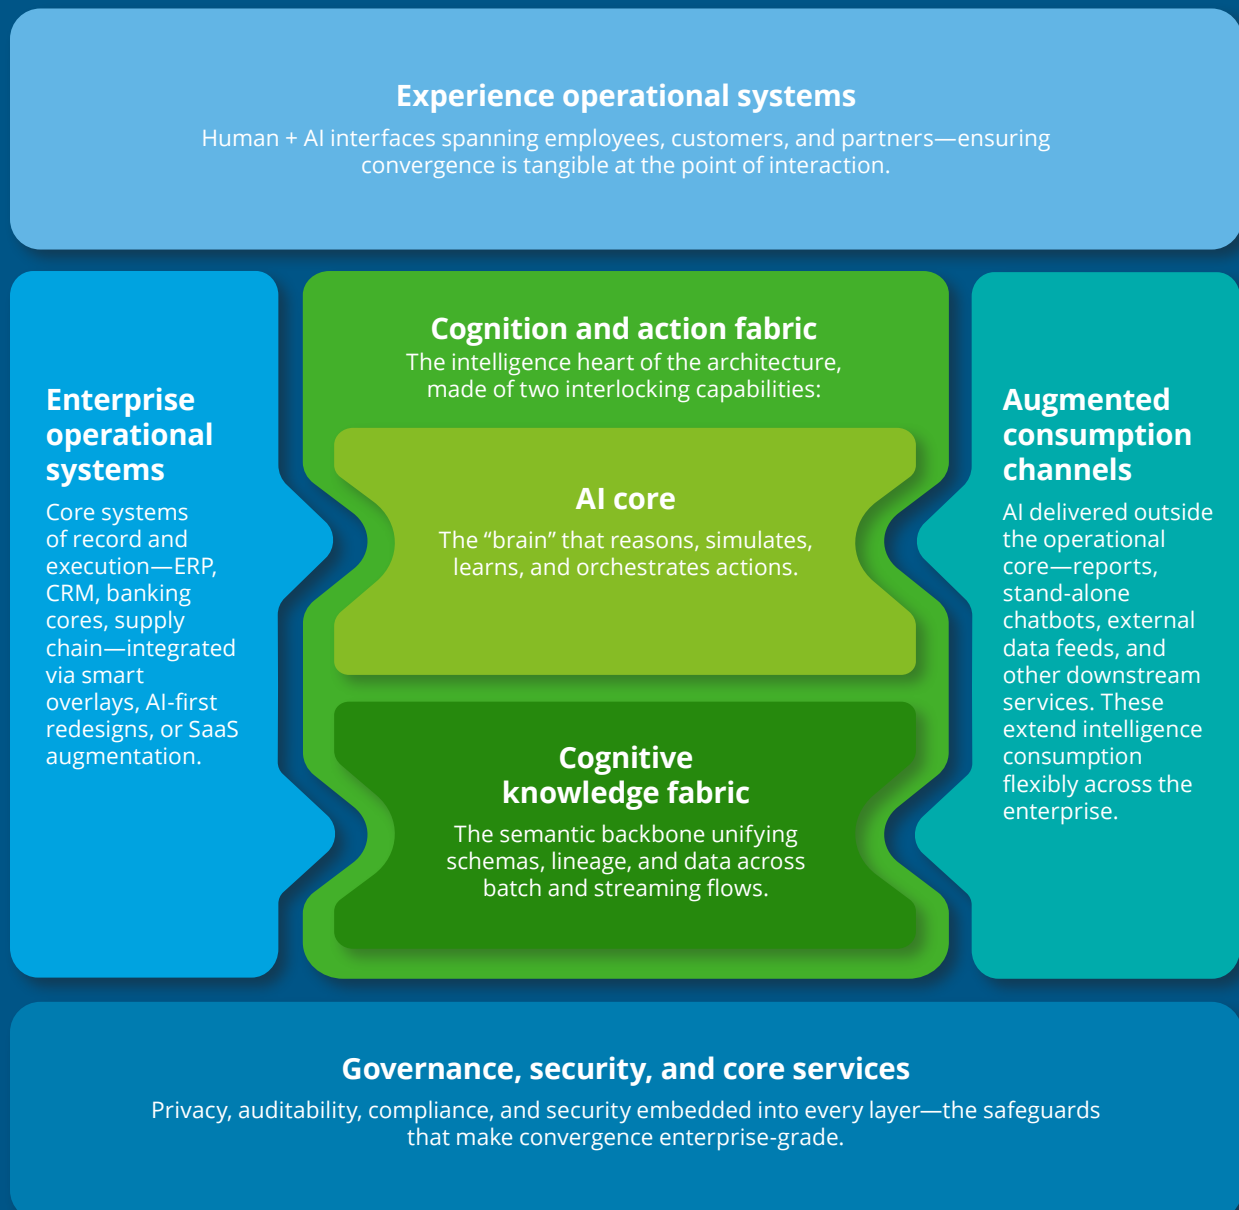 Experience operational systems
Human + AI interfaces spanning employees, customers, and partners—ensuring
convergence is tangible at the point of interaction.
Enterprise
operational
systems
Core systems
of record and
execution—ERP,
CRM, banking
cores, supply
chain—integrated
via smart
overlays, AI-first
redesigns, or SaaS
augmentation.
Cognition and action fabric
The intelligence heart of the architecture,
made of two interlocking capabilities:
AI core
The “brain” that reasons, simulates,
learns, and orchestrates actions.
Cognitive
knowledge fabric
The semantic backbone unifying
schemas, lineage, and data across
batch and streaming flows.
Augmented
consumption
channels
AI delivered outside
the operational
core—reports,
stand-alone
chatbots, external
data feeds, and
other downstream
services. These
extend intelligence
consumption
flexibly across the
enterprise.
Governance, security, and core services
Privacy, auditability, compliance, and security embedded into every layer—the safeguards
that make convergence enterprise-grade.